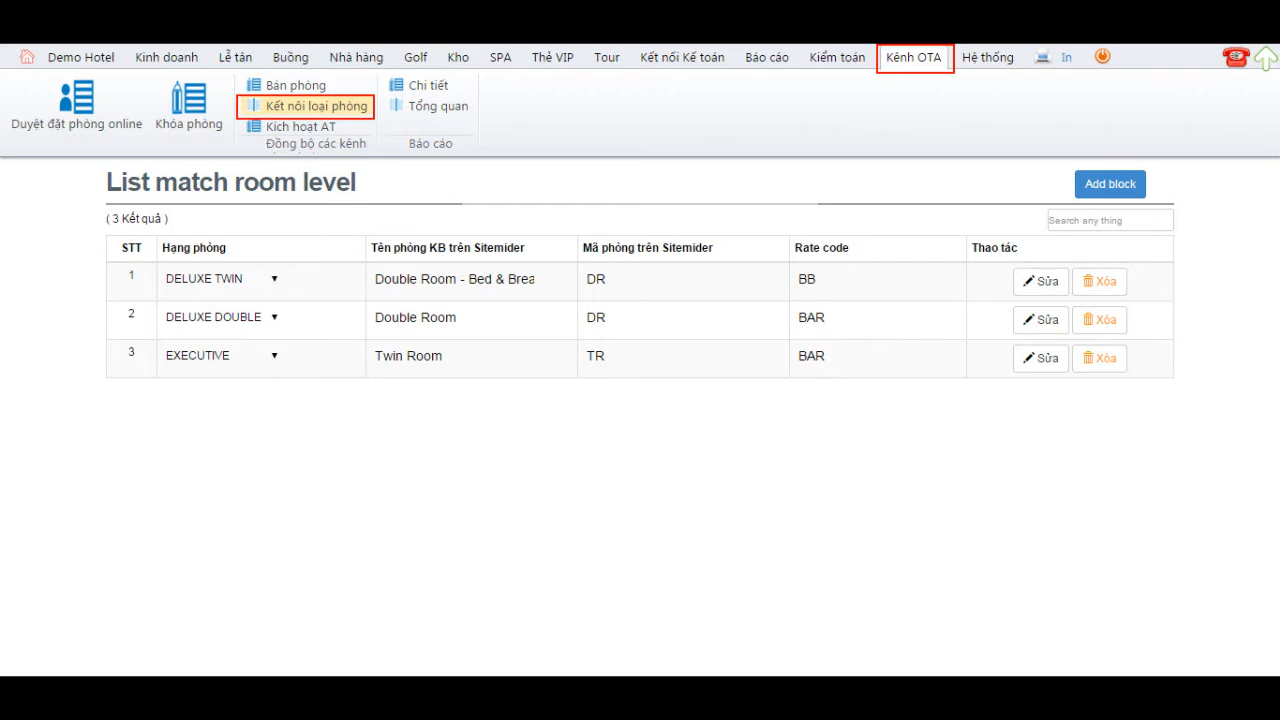 Demo Hotel Kinh doanh Lễ tân Buồng Nhà hàng Golf Kho SPA Thẻ VIP Tour Kết nối Kế toán Báo cáo Kiểm toán Kênh OTA Hệ thống In
Duyệt đặt phòng online
Khóa phòng
Bán phòng
Kết nối loại phòng
Kích hoạt AT
Đồng bộ các kênh
Chi tiết
Tổng quan
Báo cáo
List match room level
Add block
( 3 Kết quả )
Search any thing
STT Hạng phòng Tên phòng KB trên Sitemider Mã phòng trên Sitemider Rate code Thao tác
1 DELUXE TWIN Double Room - Bed & Brea DR BB Sửa Xóa
2 DELUXE DOUBLE Double Room DR BAR Sửa Xóa
3 EXECUTIVE Twin Room TR BAR Sửa Xóa